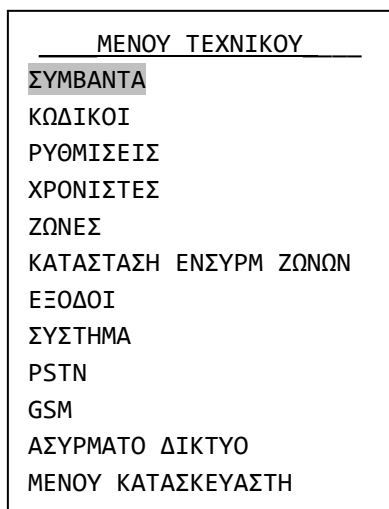 ΜΕΝΟΥ ΤΕΧΝΙΚΟΥ
ΣΥΜΒΑΝΤΑ
ΚΩΔΙΚΟΙ
ΡΥΘΜΙΣΕΙΣ
ΧΡΟΝΙΣΤΕΣ
ΖΩΝΕΣ
ΚΑΤΑΣΤΑΣΗ ΕΝΣΥΡΜ ΖΩΝΩΝ
ΕΞΟΔΟΙ
ΣΥΣΤΗΜΑ
PSTN
GSM
ΑΣΥΡΜΑΤΟ ΔΙΚΤΥΟ
ΜΕΝΟΥ ΚΑΤΑΣΚΕΥΑΣΤΗ